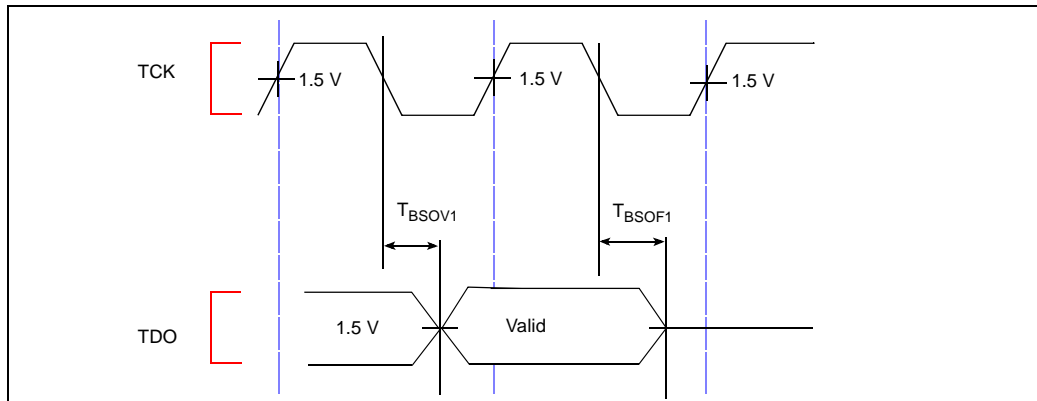 TCK
1.5 V
1.5 V
1.5 V
TBSOV1
TBSOF1
TDO
1.5 V
Valid